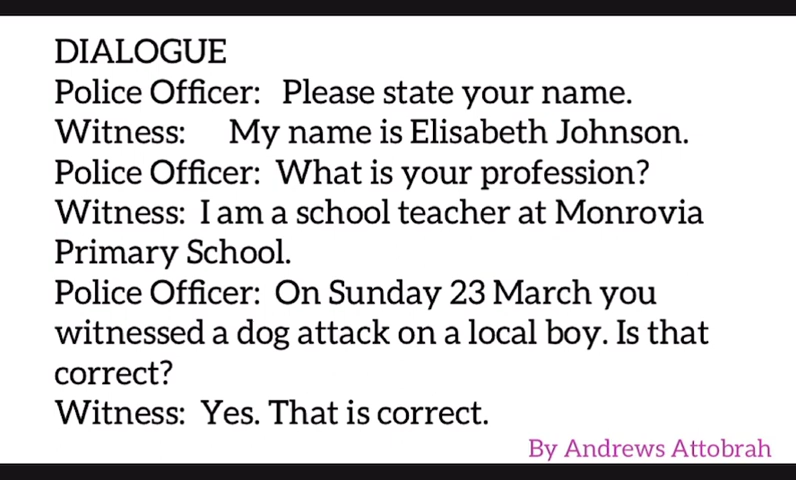 DIALOGUE
Police Officer: Please state your name.
Witness: My name is Elisabeth Johnson.
Police Officer: What is your profession?
Witness: I am a school teacher at Monrovia
Primary School.
Police Officer: On Sunday 23 March you
witnessed a dog attack on a local boy. Is that
correct?
Witness: Yes. That is correct.
By Andrews Attobrah